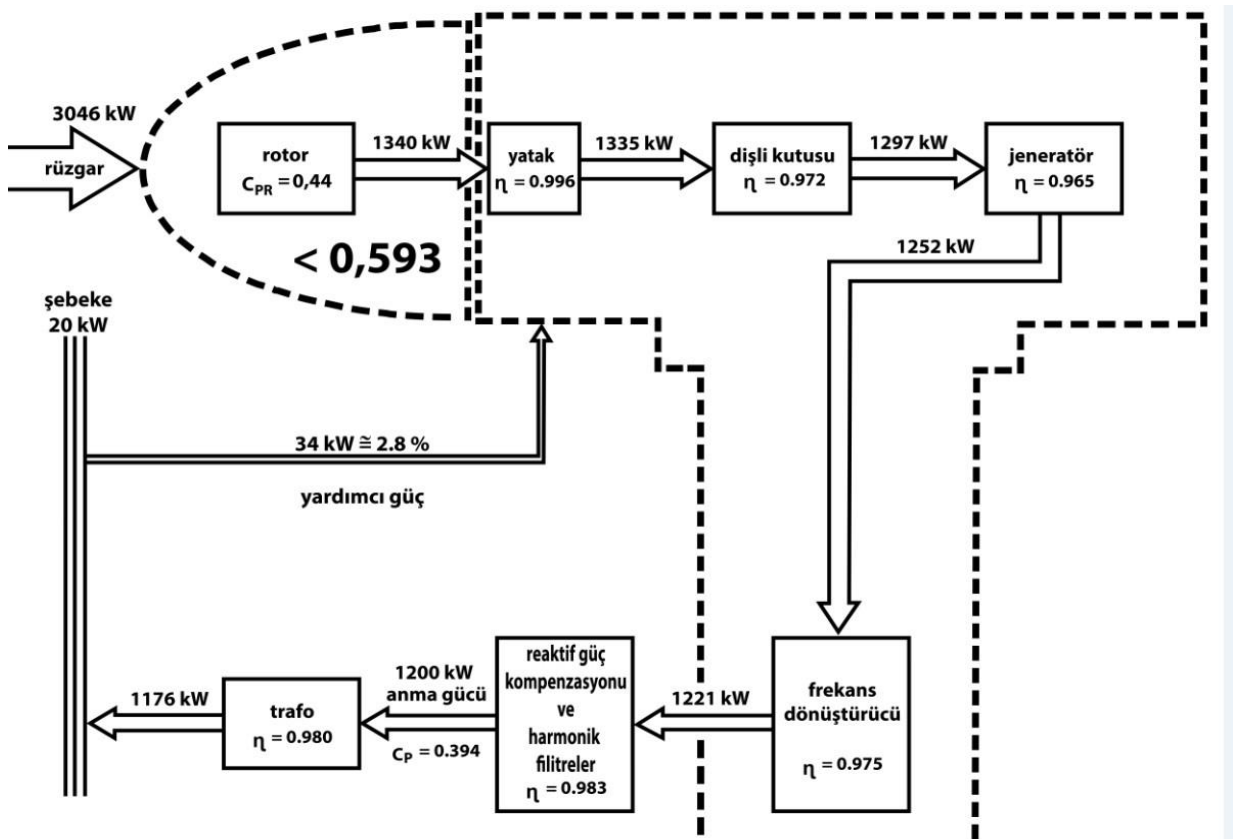 3046 kW
rüzgar
rotor
CPR = 0,44
< 0,593
1340 kW
yatak
η = 0.996
1335 kW
dişli kutusu
η = 0.972
1297 kW
jeneratör
η = 0.965
1252 kW
şebeke
20 kW
34 kW ≅ 2.8 %
yardımcı güç
frekans
dönüştürücü
η = 0.975
1221 kW
reaktif güç
kompenzasyonu
ve
harmonik
filitreler
η = 0.983
1200 kW
anma gücü
CP = 0.394
trafo
η = 0.980
1176 kW